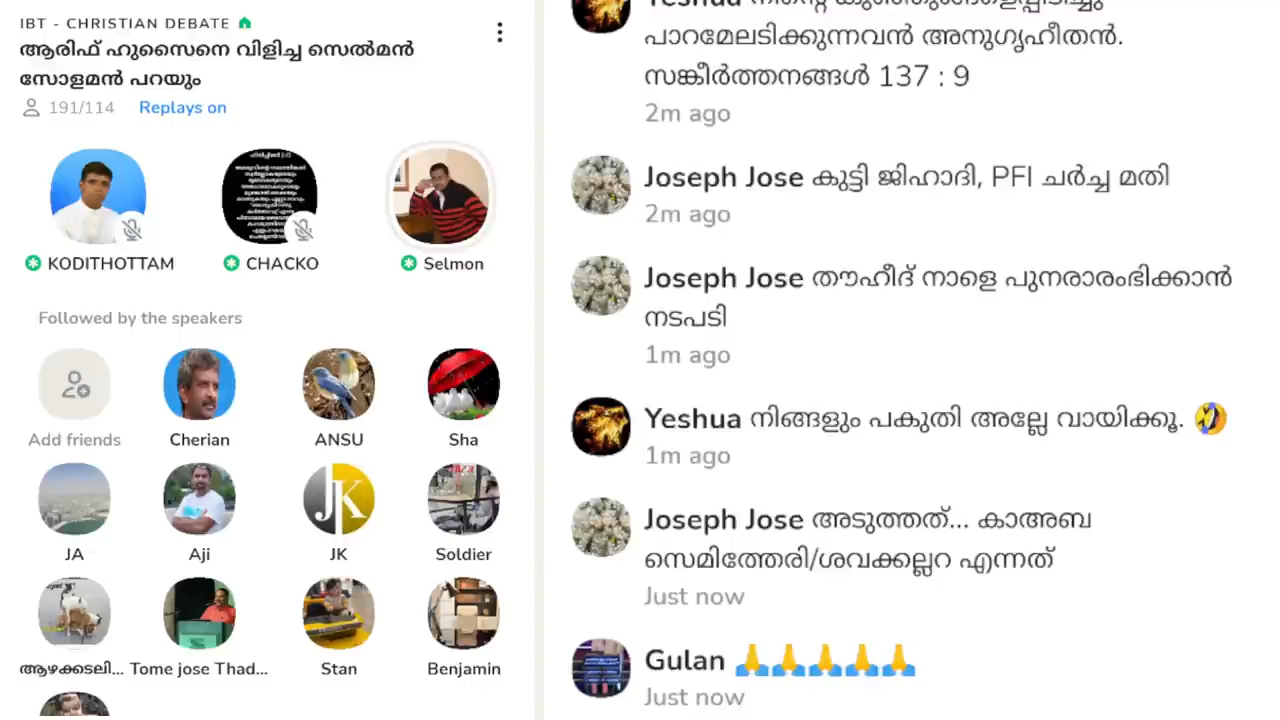 IBT - CHRISTIAN DEBATE
ആരിഫ് ഹുസൈനെ വിളിച്ച സെൽമൻ
സോളമൻ പറയും
191/114 Replays on
KODITHOTTAM CHACKO Selmon
Followed by the speakers
Add friends Cherian ANSU Sha
JA Aji JK Soldier
ആഴക്കടലി... Tome jose Thad... Stan Benjamin
Yeshua നിന്റെ കുഞ്ഞുങ്ങളെപ്പിടിച്ചു
പാറമേലടിക്കുന്നവൻ അനുഗൃഹീതൻ.
സങ്കീർത്തനങ്ങൾ 137 : 9
2m ago
Joseph Jose കുട്ടി ജിഹാദി, PFI ചർച്ച മതി
2m ago
Joseph Jose തൗഹീദ് നാളെ പുനരാരംഭിക്കാൻ
നടപടി
1m ago
Yeshua നിങ്ങളും പകുതി അല്ലേ വായിക്കൂ. 🤣
1m ago
Joseph Jose അടുത്തത്... കാഅബ
സെമിത്തേരി/ശവക്കല്ലറ എന്നത്
Just now
Gulan 🙏🙏🙏🙏🙏
Just now